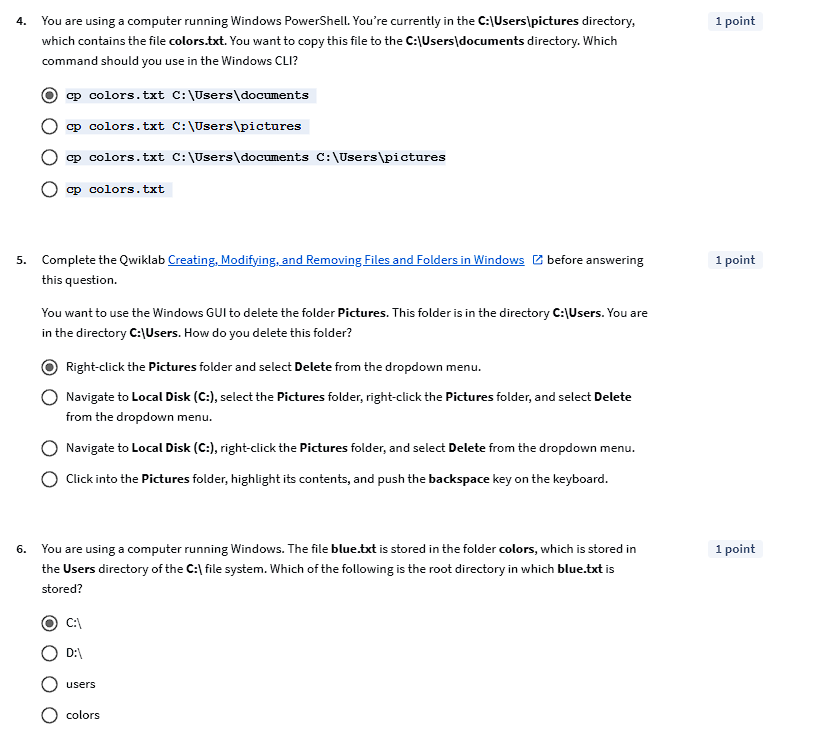 4. You are using a computer running Windows PowerShell. You're currently in the C:\Users\pictures directory, 1 point
which contains the file colors.txt. You want to copy this file to the C:\Users\documents directory. Which
command should you use in the Windows CLI?
cp colors.txt C:\Users\documents
cp colors.txt C:\Users\pictures
cp colors.txt C:\Users\documents C:\Users\pictures
cp colors.txt
5. Complete the Qwiklab Creating, Modifying, and Removing Files and Folders in Windows before answering 1 point
this question.
You want to use the Windows GUI to delete the folder Pictures. This folder is in the directory C:\Users. You are
in the directory C:\Users. How do you delete this folder?
Right-click the Pictures folder and select Delete from the dropdown menu.
Navigate to Local Disk (C:), select the Pictures folder, right-click the Pictures folder, and select Delete
from the dropdown menu.
Navigate to Local Disk (C:), right-click the Pictures folder, and select Delete from the dropdown menu.
Click into the Pictures folder, highlight its contents, and push the backspace key on the keyboard.
6. You are using a computer running Windows. The file blue.txt is stored in the folder colors, which is stored in 1 point
the Users directory of the C:\ file system. Which of the following is the root directory in which blue.txt is
stored?
C:\
D:\
users
colors